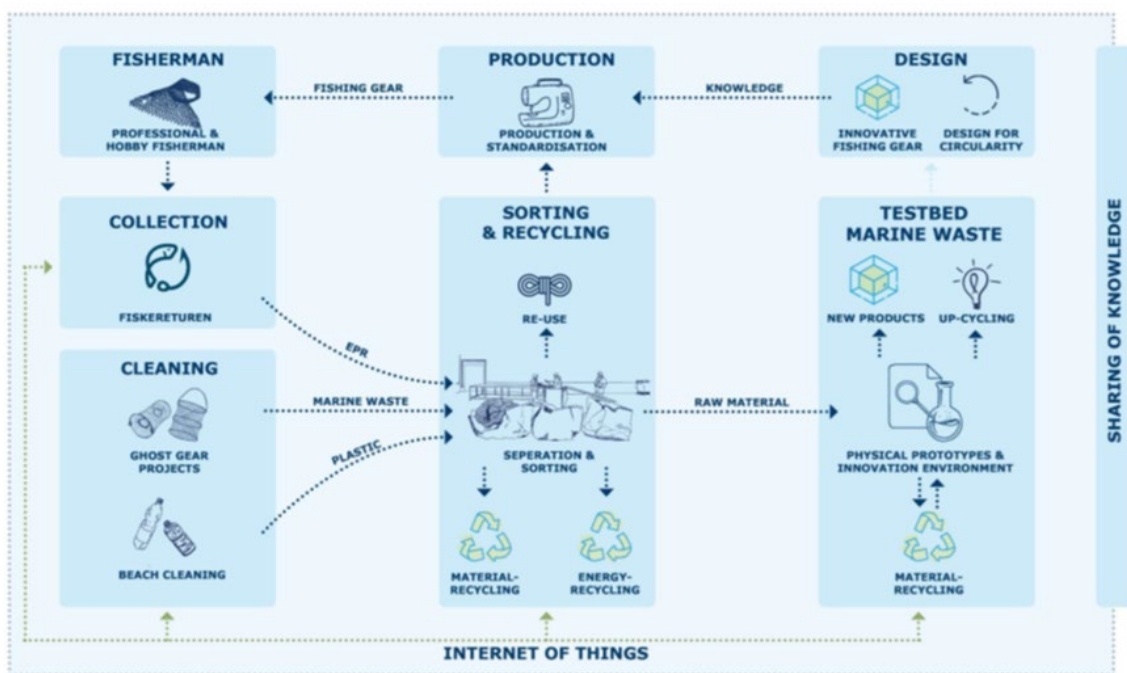 FISHERMAN
PROFESSIONAL &
HOBBY FISHERMAN
FISHING GEAR
PRODUCTION
PRODUCTION &
STANDARDISATION
KNOWLEDGE
DESIGN
INNOVATIVE
FISHING GEAR
DESIGN FOR
CIRCULARITY
COLLECTION
FISKERETUREN
CLEANING
GHOST GEAR
PROJECTS
BEACH CLEANING
EPR
MARINE WASTE
PLASTIC
SORTING
& RECYCLING
RE-USE
SEPERATION &
SORTING
MATERIAL-
RECYCLING
ENERGY-
RECYCLING
RAW MATERIAL
TESTBED
MARINE WASTE
NEW PRODUCTS
UP-CYCLING
PHYSICAL PROTOTYPES &
INNOVATION ENVIRONMENT
MATERIAL-
RECYCLING
SHARING OF KNOWLEDGE
INTERNET OF THINGS